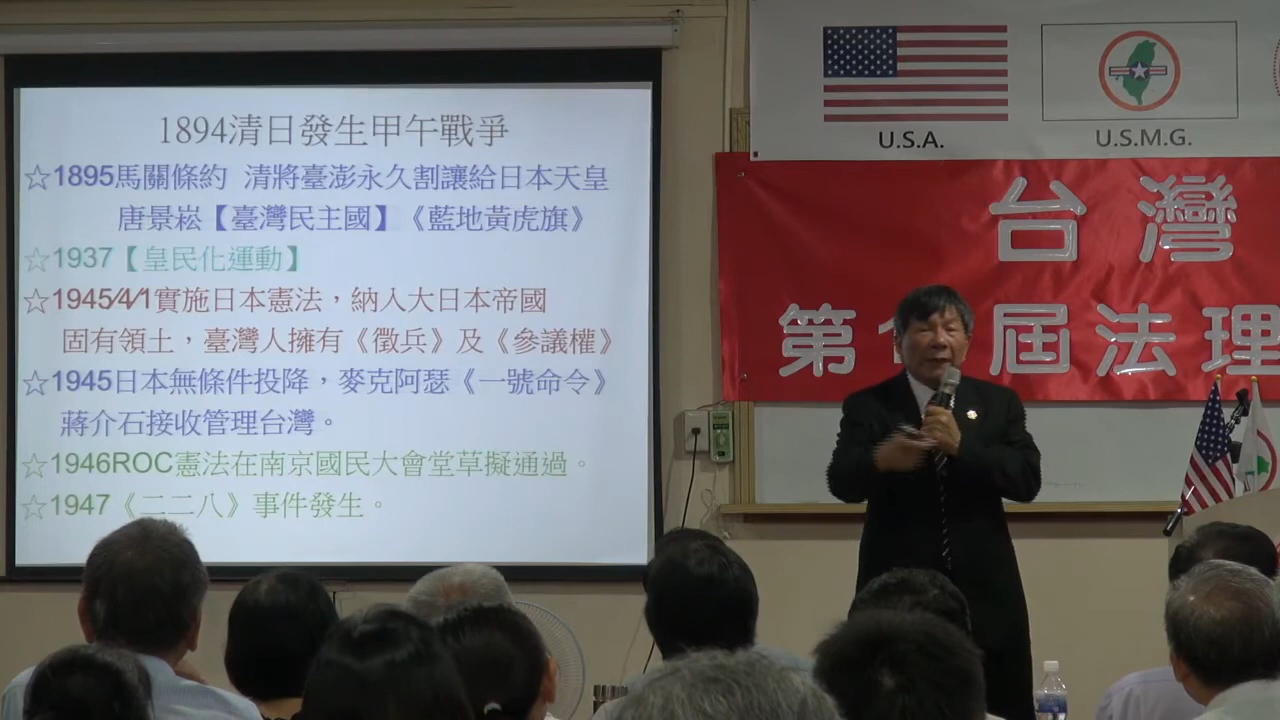 1894清日發生甲午戰爭
☆1895馬關條約 清將臺澎永久割讓給日本天皇
唐景崧【臺灣民主國】《藍地黃虎旗》
☆1937【皇民化運動】
☆1945/4/1實施日本憲法，納入大日本帝國
固有領土，臺灣人擁有《徵兵》及《參議權》
☆1945日本無條件投降，麥克阿瑟《一號命令》
蔣介石接收管理台灣。
☆1946ROC憲法在南京國民大會堂草擬通過。
☆1947《二二八》事件發生。
U.S.A.
U.S.M.G.
台灣
第 屆法理